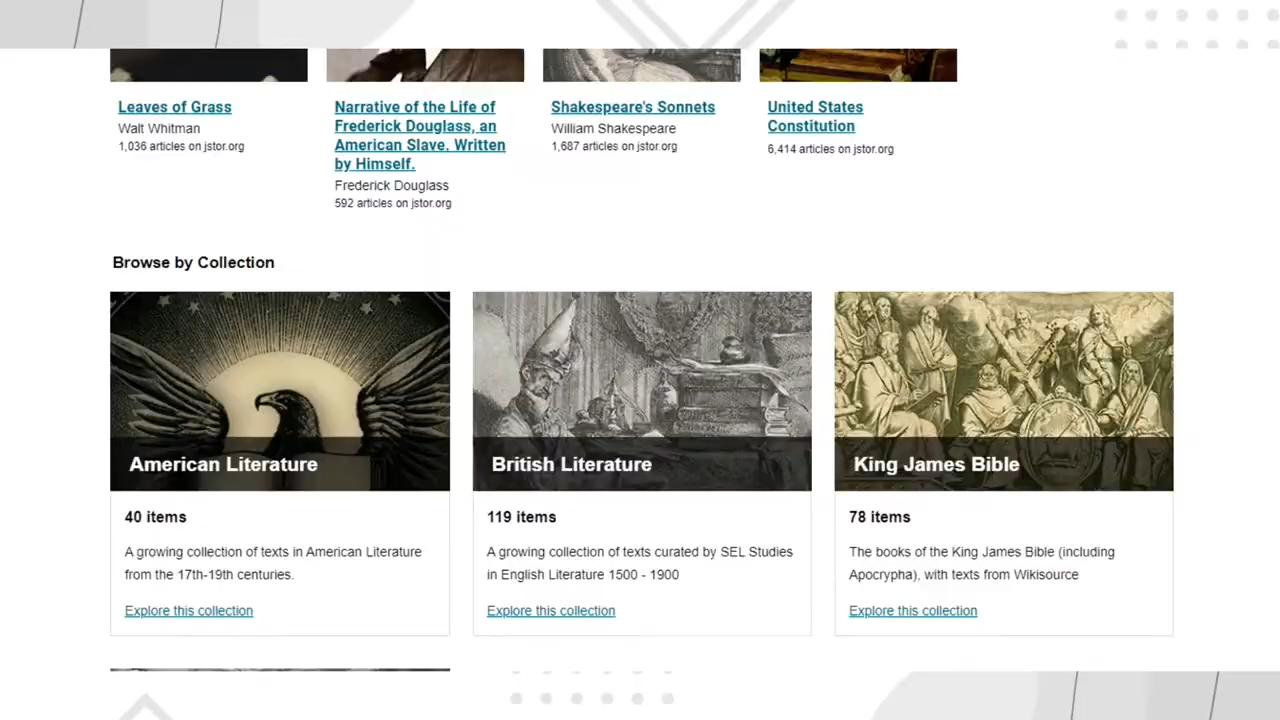 Leaves of Grass
Walt Whitman
1,036 articles on jstor.org
Narrative of the Life of
Frederick Douglass, an
American Slave. Written
by Himself.
Frederick Douglass
592 articles on jstor.org
Shakespeare's Sonnets
William Shakespeare
1,687 articles on jstor.org
United States
Constitution
6,414 articles on jstor.org
Browse by Collection
American Literature
40 items
A growing collection of texts in American Literature
from the 17th-19th centuries.
Explore this collection
British Literature
119 items
A growing collection of texts curated by SEL Studies
in English Literature 1500 - 1900
Explore this collection
King James Bible
78 items
The books of the King James Bible (including
Apocrypha), with texts from Wikisource
Explore this collection